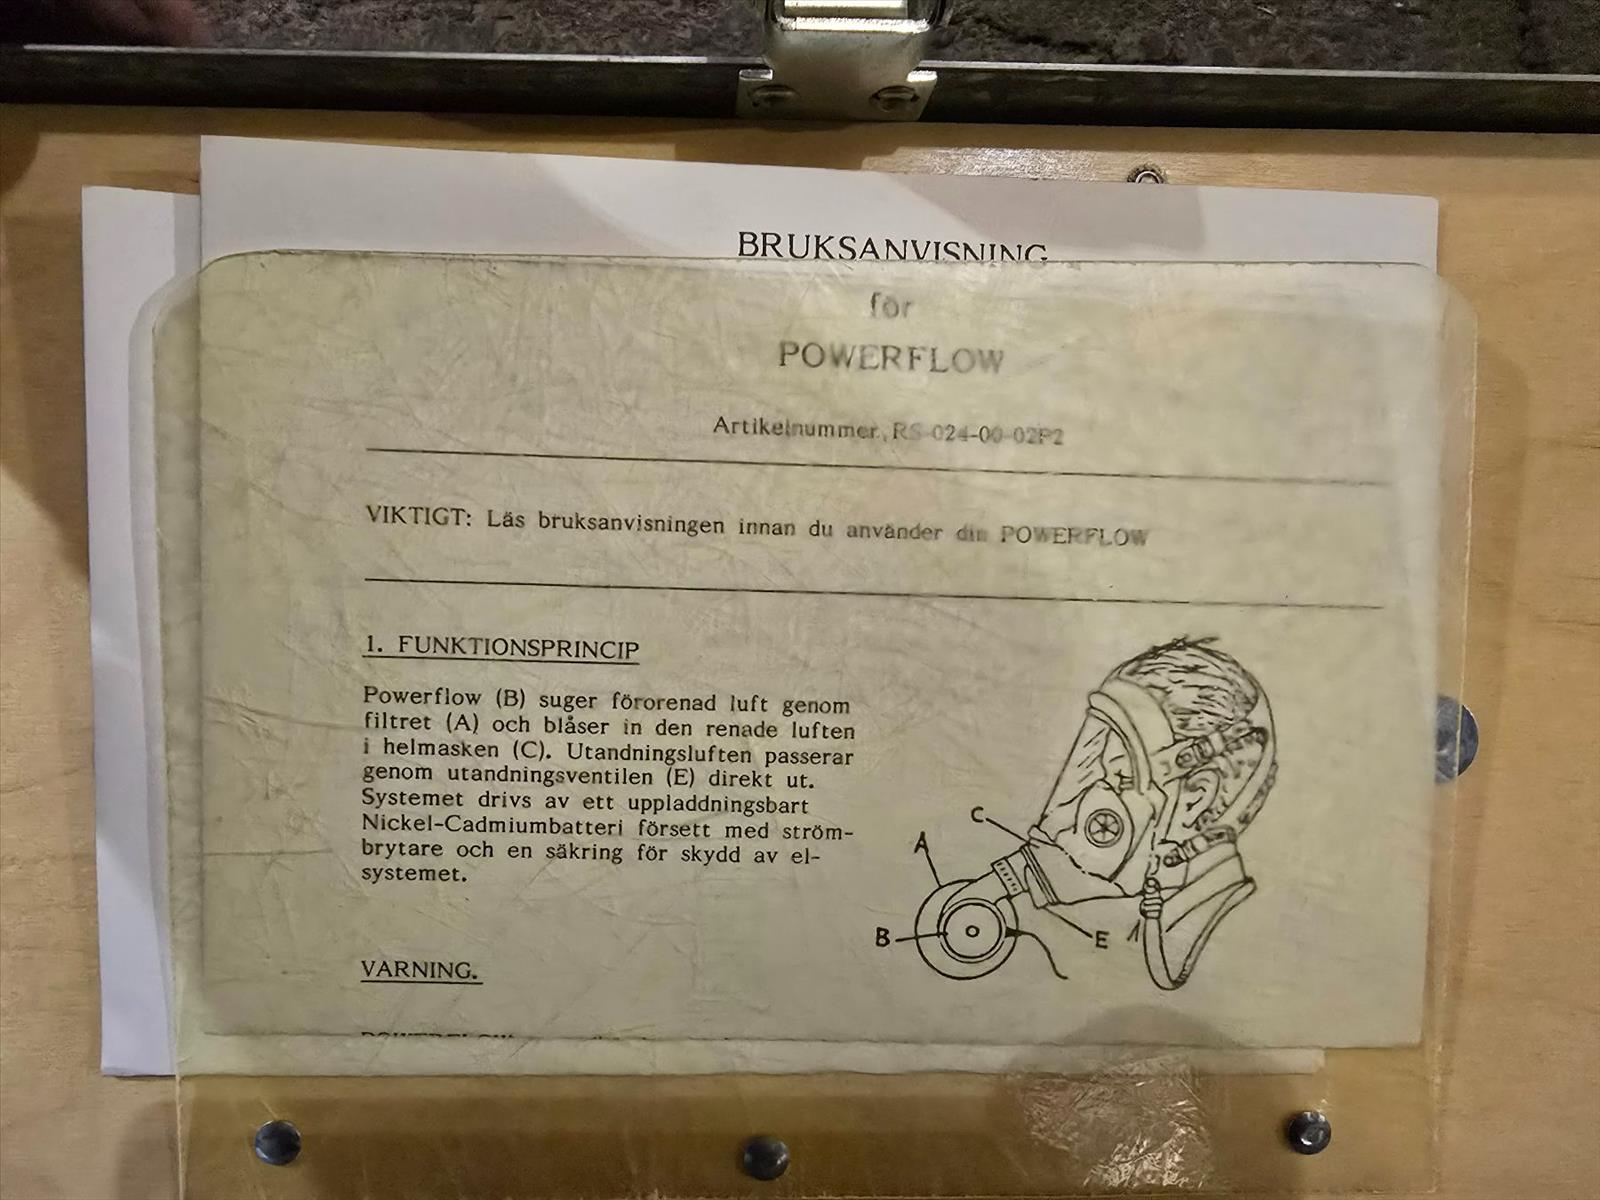 BRUKSANVISNING
för
POWERFLOW
Artikelnummer, RS-024-00-02P2
VIKTIGT: Läs bruksanvisningen innan du använder din POWERFLOW
1. FUNKTIONSPRINCIP
Powerflow (B) suger förorenad luft genom
filtret (A) och blåser in den renade luften
i helmasken (C). Utandningsluften passerar
genom utandningsventilen (E) direkt ut.
Systemet drivs av ett uppladdningsbart
Nickel-Cadmiumbatteri försett med ström-
brytare och en säkring för skydd av el-
systemet.
C
A
B
E
VARNING.